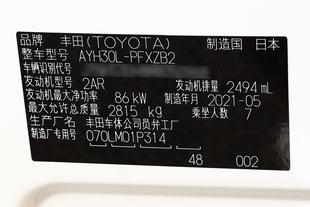 品牌 丰田(TOYOTA) 制造国 日本
整车型号 AYH30L-PFXZB2
车辆识别代号
发动机型号 2AR 发动机排量 2494 mL
发动机最大净功率 86 kW 制造年月 2021-05
最大允许总质量 2815 kg 乘坐人数 7
生产厂名 丰田车体公司员弁工厂
制造厂专用号 070LM01P314
48 002